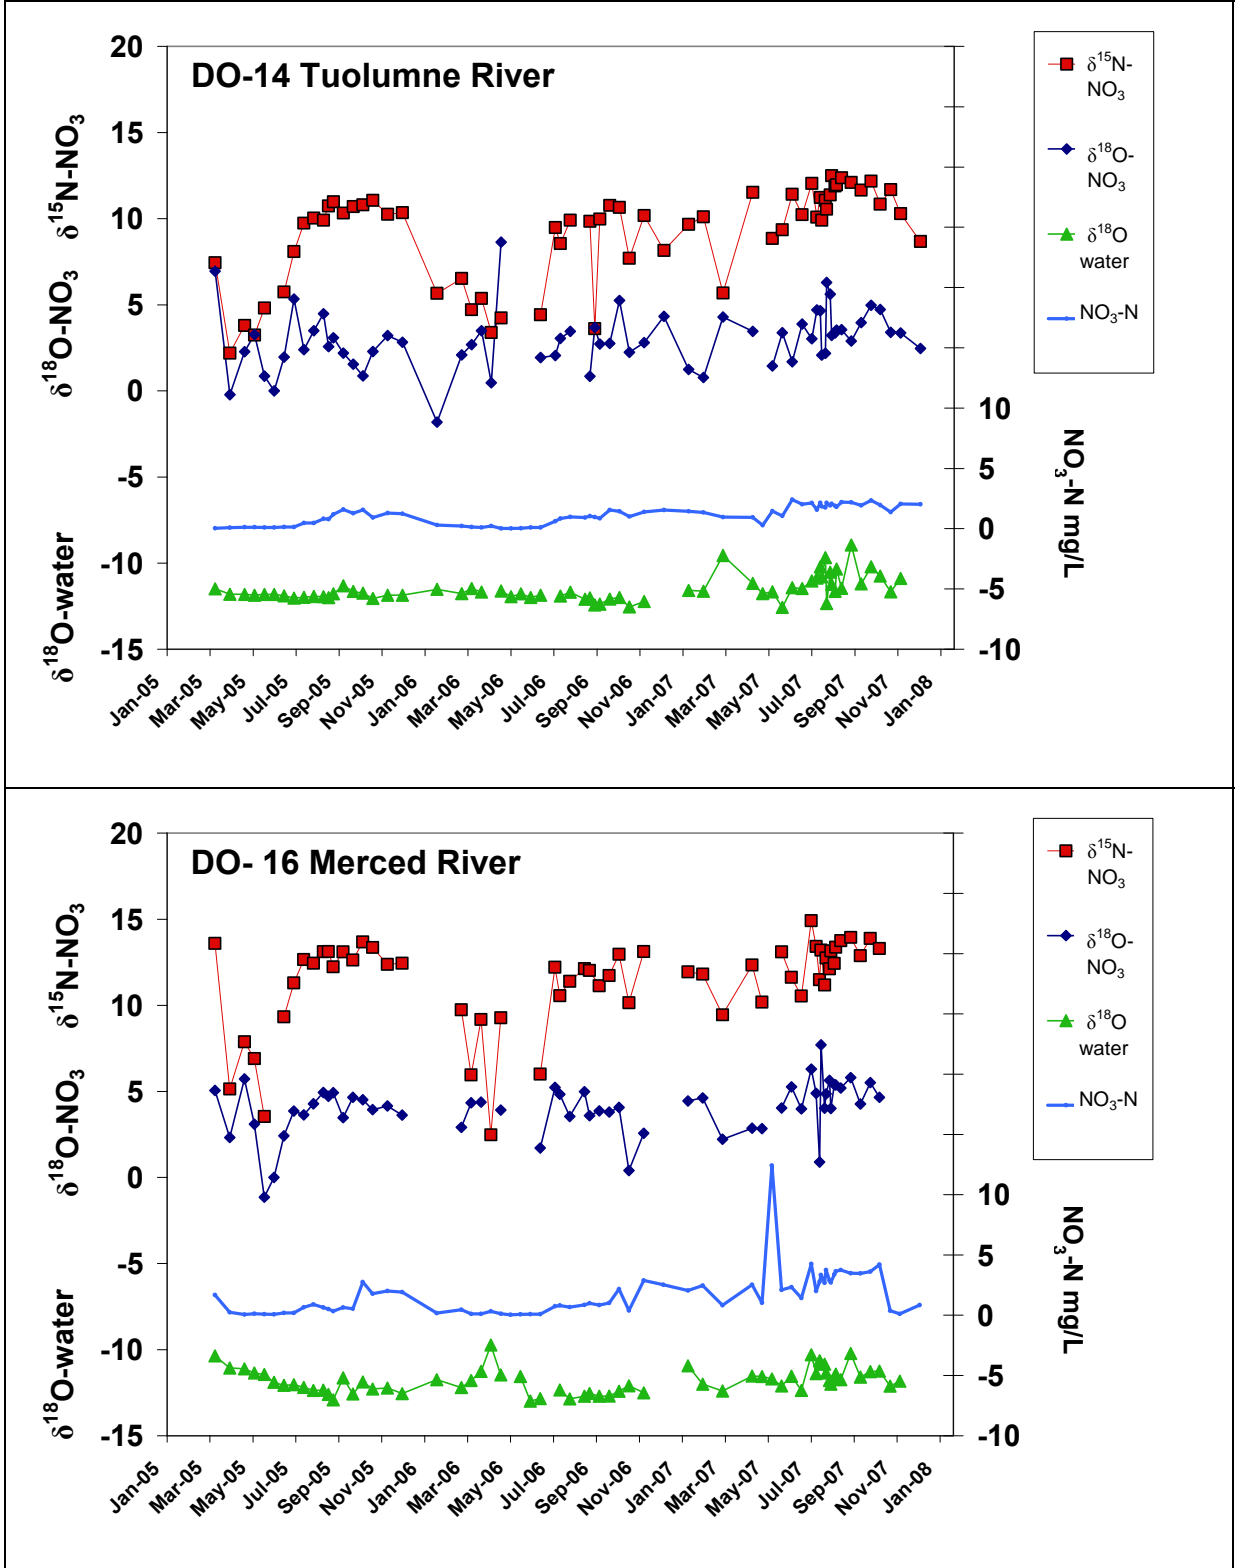 DO-14 Tuolumne River
20
15
10
5
0
-5
-10
-15
δ¹⁵N-NO₃
δ¹⁸O-NO₃
δ¹⁸O-water
10
5
0
-5
-10
NO₃-N mg/L
Jan-05
Mar-05
May-05
Jul-05
Sep-05
Nov-05
Jan-06
Mar-06
May-06
Jul-06
Sep-06
Nov-06
Jan-07
Mar-07
May-07
Jul-07
Sep-07
Nov-07
Jan-08
δ¹⁵N-
NO₃
δ¹⁸O-
NO₃
δ¹⁸O
water
NO₃-N
DO- 16 Merced River
20
15
10
5
0
-5
-10
-15
δ¹⁵N-NO₃
δ¹⁸O-NO₃
δ¹⁸O-water
10
5
0
-5
-10
NO₃-N mg/L
Jan-05
Mar-05
May-05
Jul-05
Sep-05
Nov-05
Jan-06
Mar-06
May-06
Jul-06
Sep-06
Nov-06
Jan-07
Mar-07
May-07
Jul-07
Sep-07
Nov-07
Jan-08
δ¹⁵N-
NO₃
δ¹⁸O-
NO₃
δ¹⁸O
water
NO₃-N